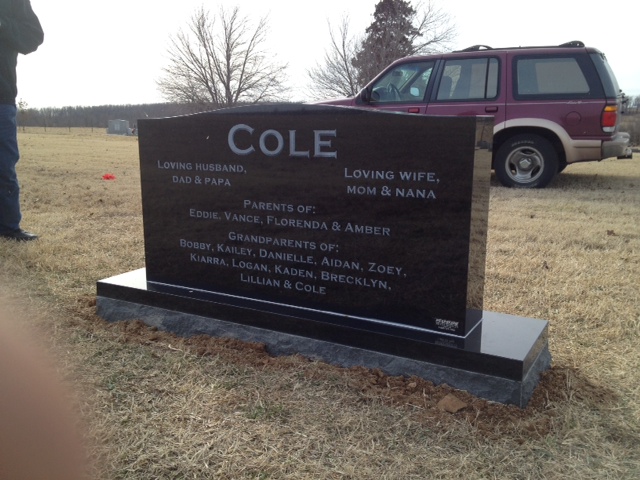 Cole
Loving husband, Loving wife,
Dad & Papa Mom & Nana
Parents of:
Eddie, Vance, Florenda & Amber
Grandparents of:
Bobby, Kailey, Danielle, Aidan, Zoey,
Kiarra, Logan, Kaden, Brecklyn,
Lillian & Cole